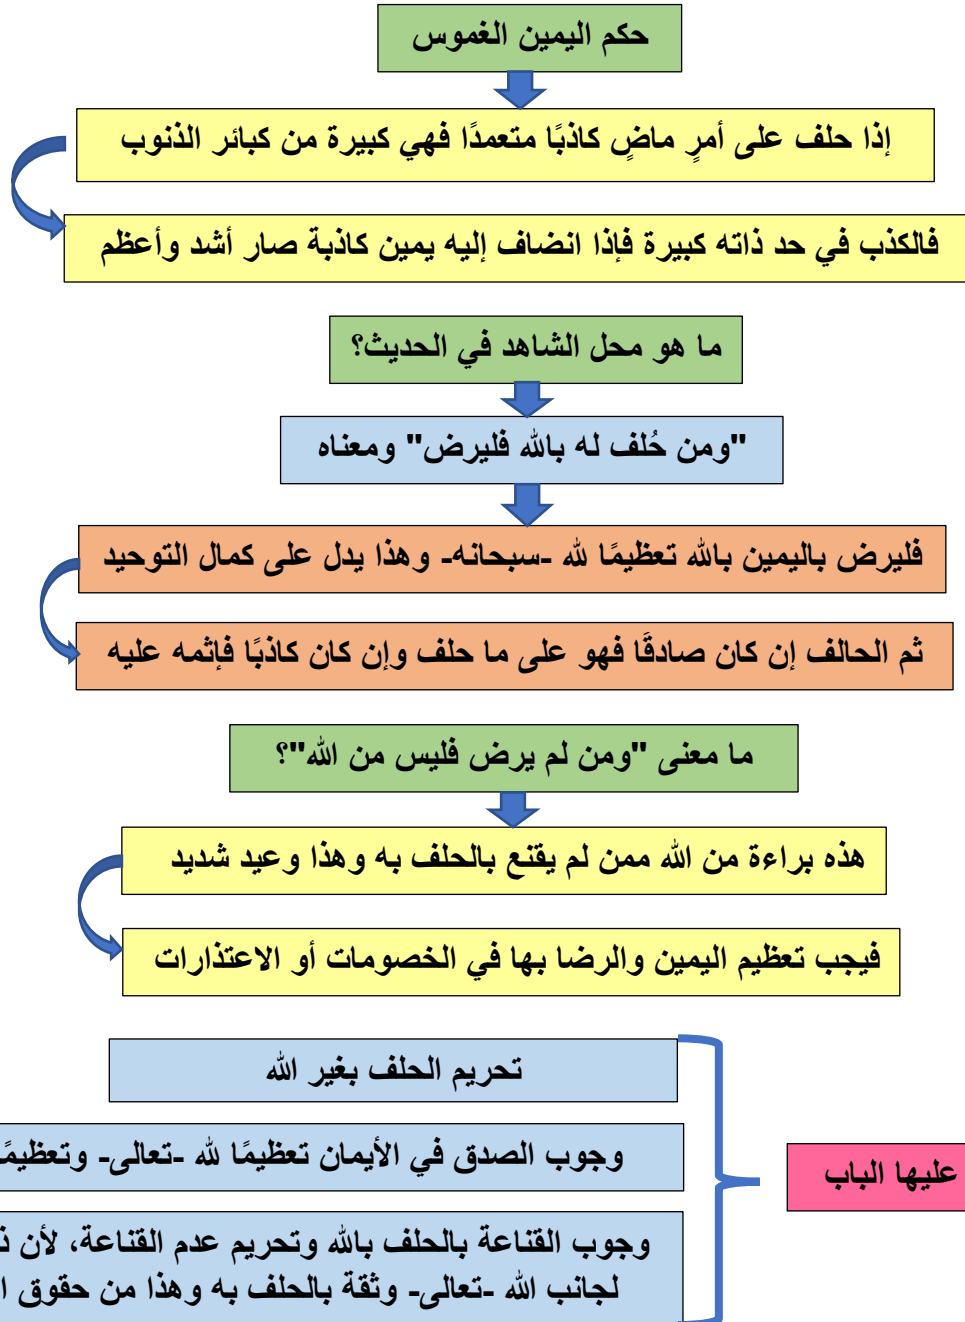 حكم اليمين الغموس
إذا حلف على أمرٍ ماضٍ كاذبًا متعمدًا فهي كبيرة من كبائر الذنوب
فالكذب في حد ذاته كبيرة فإذا انضاف إليه يمين كاذبة صار أشد وأعظم
ما هو محل الشاهد في الحديث؟
"ومن حُلف له بالله فليرض" ومعناه
فليرض باليمين بالله تعظيمًا لله -سبحانه- وهذا يدل على كمال التوحيد
ثم الحالف إن كان صادقًا فهو على ما حلف وإن كان كاذبًا فإثمه عليه
ما معنى "ومن لم يرض فليس من الله"؟
هذه براءة من الله ممن لم يقتنع بالحلف به وهذا وعيد شديد
فيجب تعظيم اليمين والرضا بها في الخصومات أو الاعتذارات
عليها الباب
تحريم الحلف بغير الله
وجوب الصدق في الأيمان تعظيمًا لله -تعالى- وتعظيمًا
وجوب القناعة بالحلف بالله وتحريم عدم القناعة، لأن
لجانب الله -تعالى- وثقة بالحلف به وهذا من حقوق